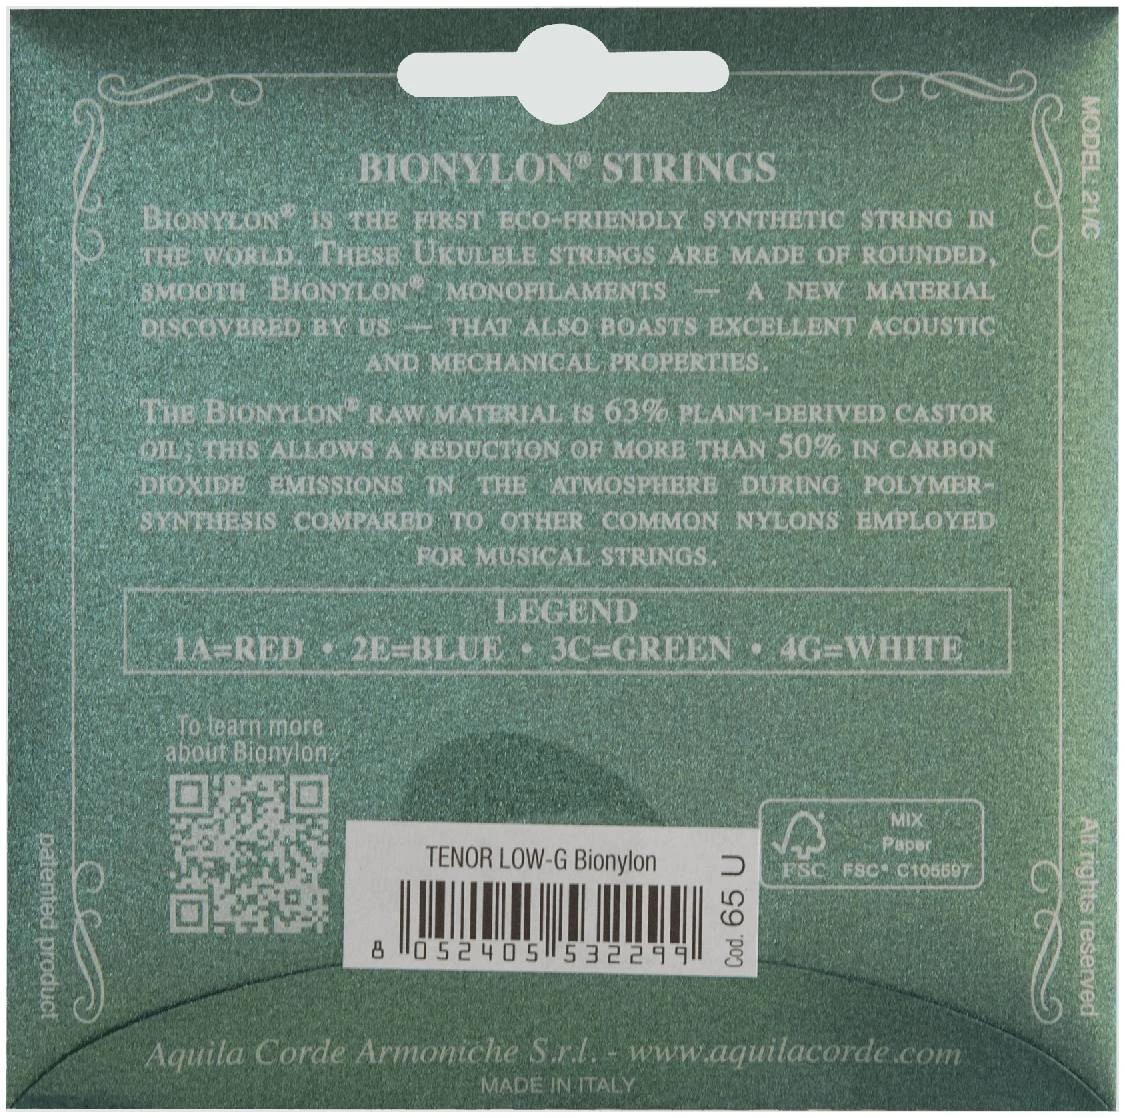 BIONYLON® STRINGS
BIONYLON® IS THE FIRST ECO-FRIENDLY SYNTHETIC STRING IN
THE WORLD. THESE UKULELE STRINGS ARE MADE OF ROUNDED,
SMOOTH BIONYLON® MONOFILAMENTS — A NEW MATERIAL
DISCOVERED BY US — THAT ALSO BOASTS EXCELLENT ACOUSTIC
AND MECHANICAL PROPERTIES.
THE BIONYLON® RAW MATERIAL IS 63% PLANT-DERIVED CASTOR
OIL; THIS ALLOWS A REDUCTION OF MORE THAN 50% IN CARBON
DIOXIDE EMISSIONS IN THE ATMOSPHERE DURING POLYMER-
SYNTHESIS COMPARED TO OTHER COMMON NYLONS EMPLOYED
FOR MUSICAL STRINGS.
LEGEND
1A=RED • 2E=BLUE • 3C=GREEN • 4G=WHITE
To learn more
about Bionylon:
TENOR LOW-G Bionylon
8 052405 532299
Cod. 65 U
FSC
MIX
Paper
FSC® C105597
patented product
MODEL 21/C
All rights reserved
Aquila Corde Armoniche S.r.l. - www.aquilacorde.com
MADE IN ITALY